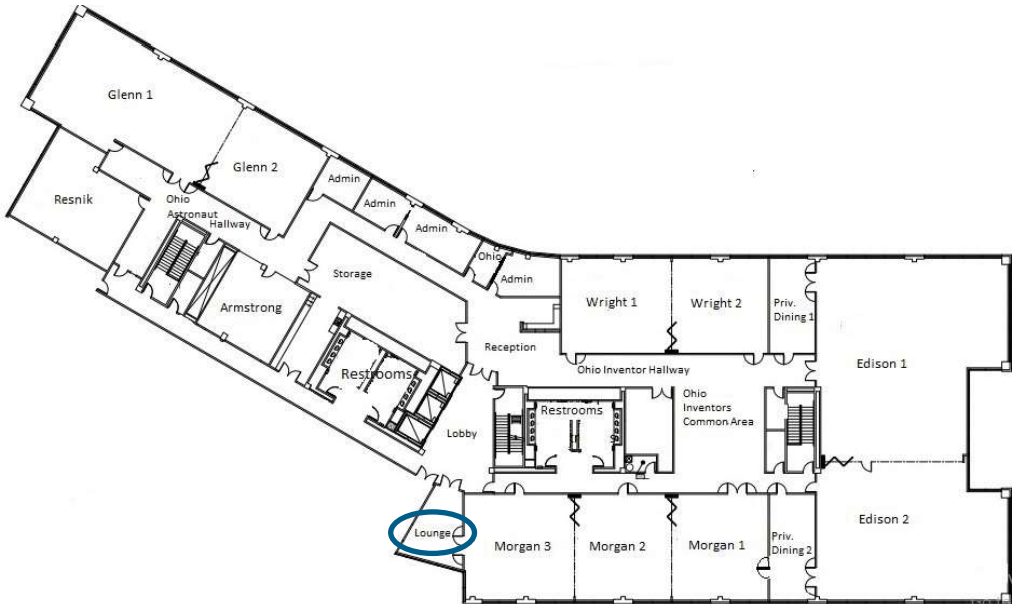 Glenn 1
Glenn 2
Resnik
Ohio
Astronaut
Hallway
Admin
Admin
Admin
Ohio
Admin
Storage
Armstrong
Restrooms
Reception
Lobby
Wright 1
Wright 2
Priv.
Dining 1
Ohio Inventor Hallway
Edison 1
Restrooms
Ohio
Inventors
Common Area
Lounge
Morgan 3
Morgan 2
Morgan 1
Priv.
Dining 2
Edison 2